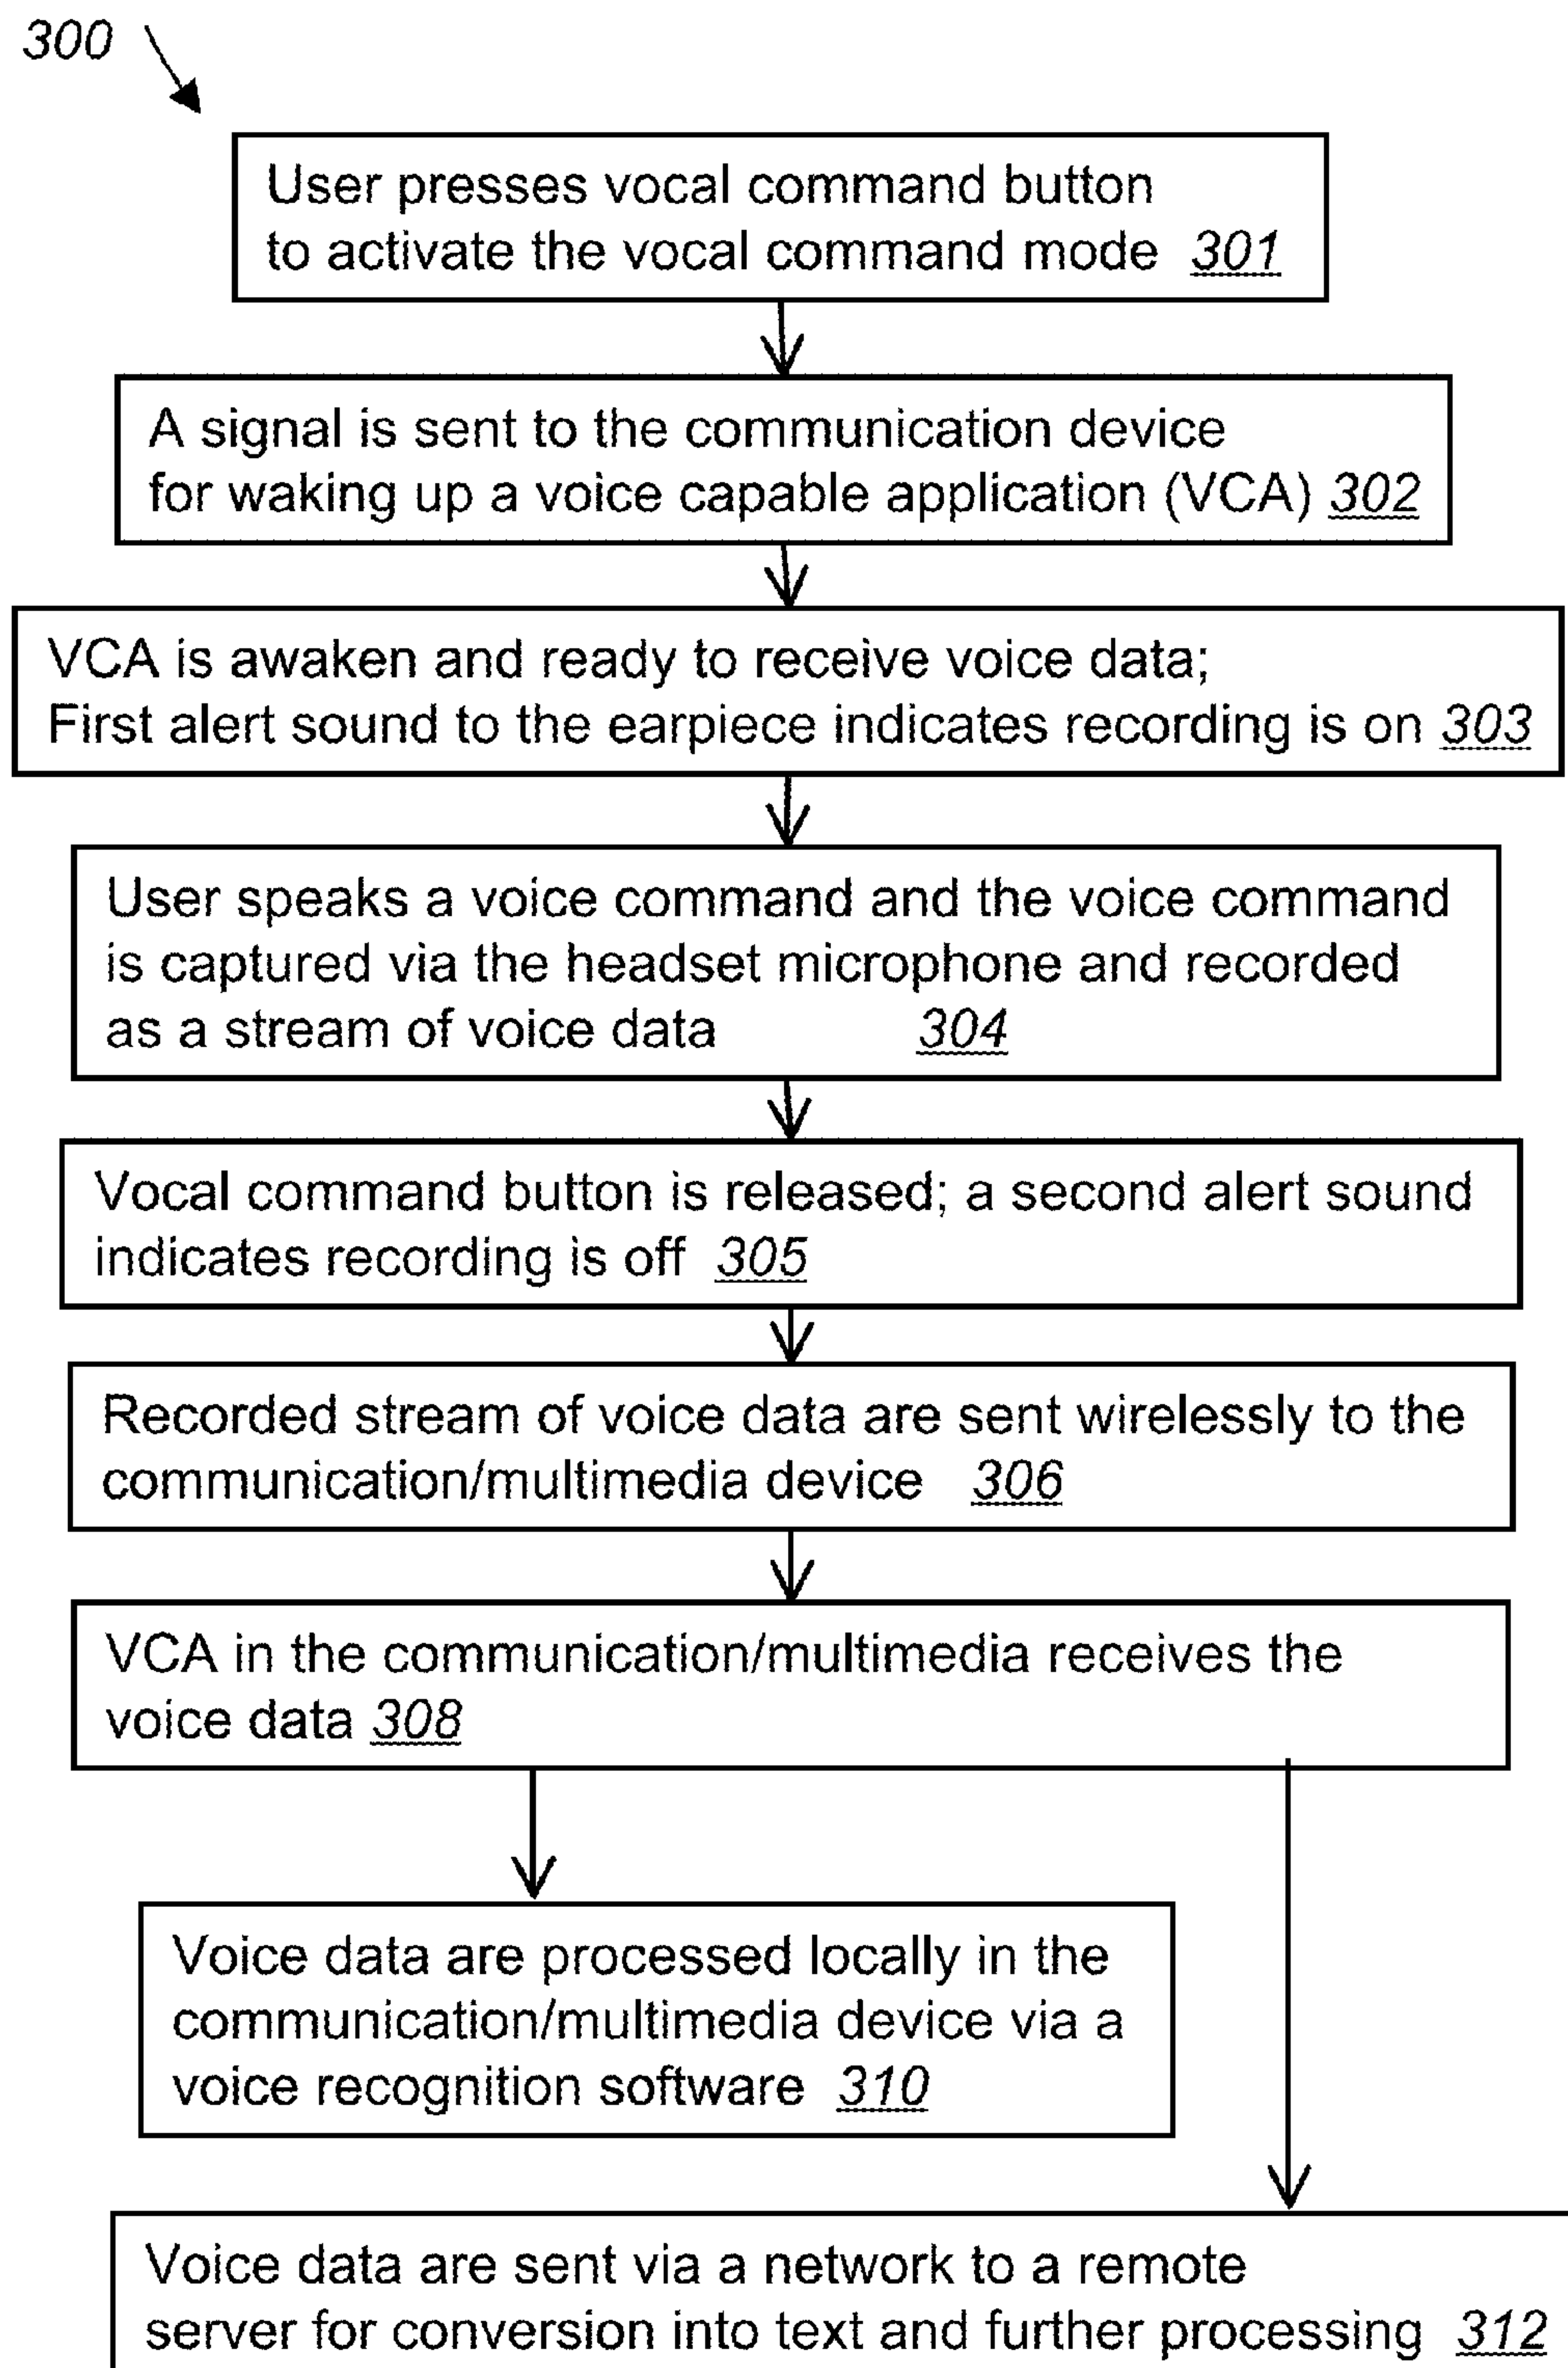 300
User presses vocal command button
to activate the vocal command mode 301
A signal is sent to the communication device
for waking up a voice capable application (VCA) 302
VCA is awaken and ready to receive voice data;
First alert sound to the earpiece indicates recording is on 303
User speaks a voice command and the voice command
is captured via the headset microphone and recorded
as a stream of voice data 304
Vocal command button is released; a second alert sound
indicates recording is off 305
Recorded stream of voice data are sent wirelessly to the
communication/multimedia device 306
VCA in the communication/multimedia receives the
voice data 308
Voice data are processed locally in the
communication/multimedia device via a
voice recognition software 310
Voice data are sent via a network to a remote
server for conversion into text and further processing 312